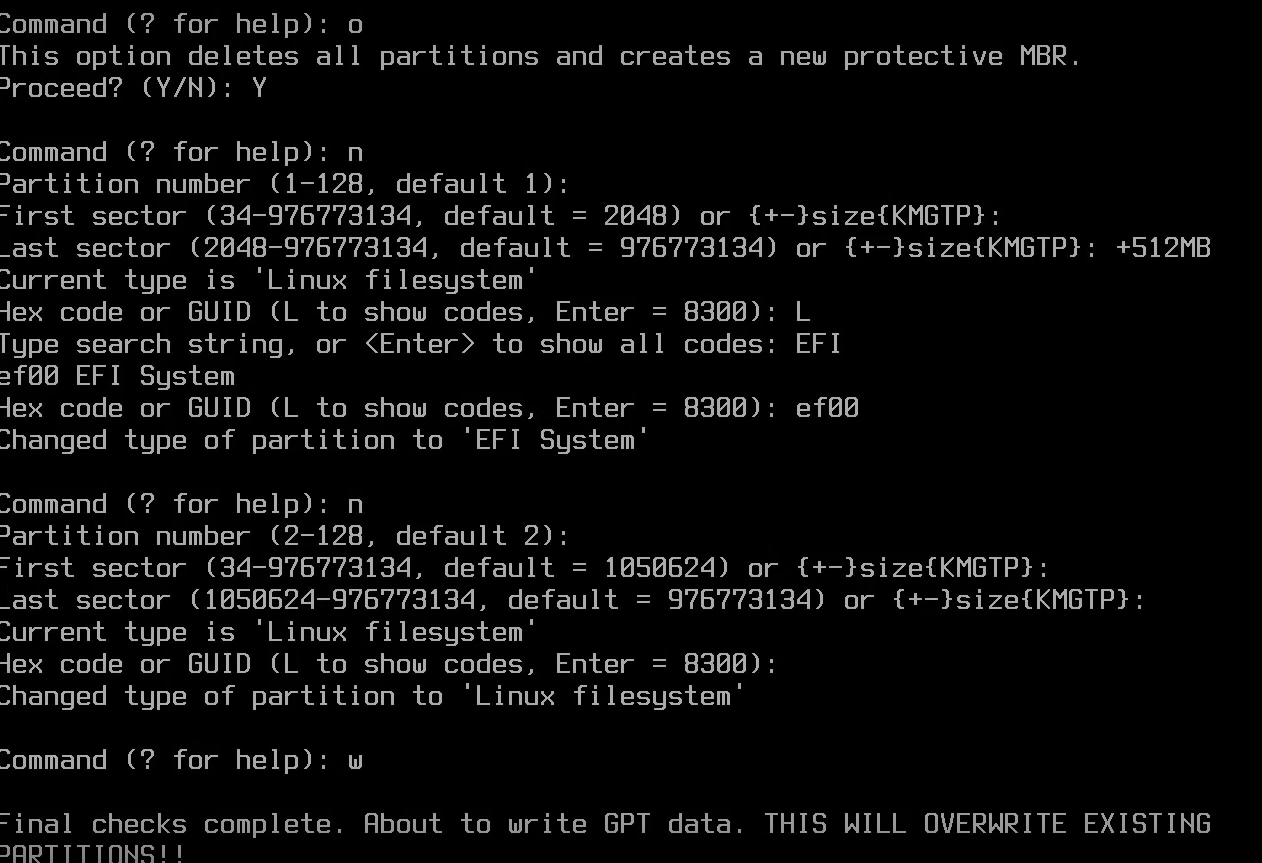 Command (? for help): o
This option deletes all partitions and creates a new protective MBR.
Proceed? (Y/N): Y
Command (? for help): n
Partition number (1-128, default 1):
First sector (34-976773134, default = 2048) or {+-}size{KMGTP}:
Last sector (2048-976773134, default = 976773134) or {+-}size{KMGTP}: +512MB
Current type is 'Linux filesystem'
Hex code or GUID (L to show codes, Enter = 8300): L
Type search string, or <Enter> to show all codes: EFI
ef00 EFI System
Hex code or GUID (L to show codes, Enter = 8300): ef00
Changed type of partition to 'EFI System'
Command (? for help): n
Partition number (2-128, default 2):
First sector (34-976773134, default = 1050624) or {+-}size{KMGTP}:
Last sector (1050624-976773134, default = 976773134) or {+-}size{KMGTP}:
Current type is 'Linux filesystem'
Hex code or GUID (L to show codes, Enter = 8300):
Changed type of partition to 'Linux filesystem'
Command (? for help): w
Final checks complete. About to write GPT data. THIS WILL OVERWRITE EXISTING
PARTITIONS!!